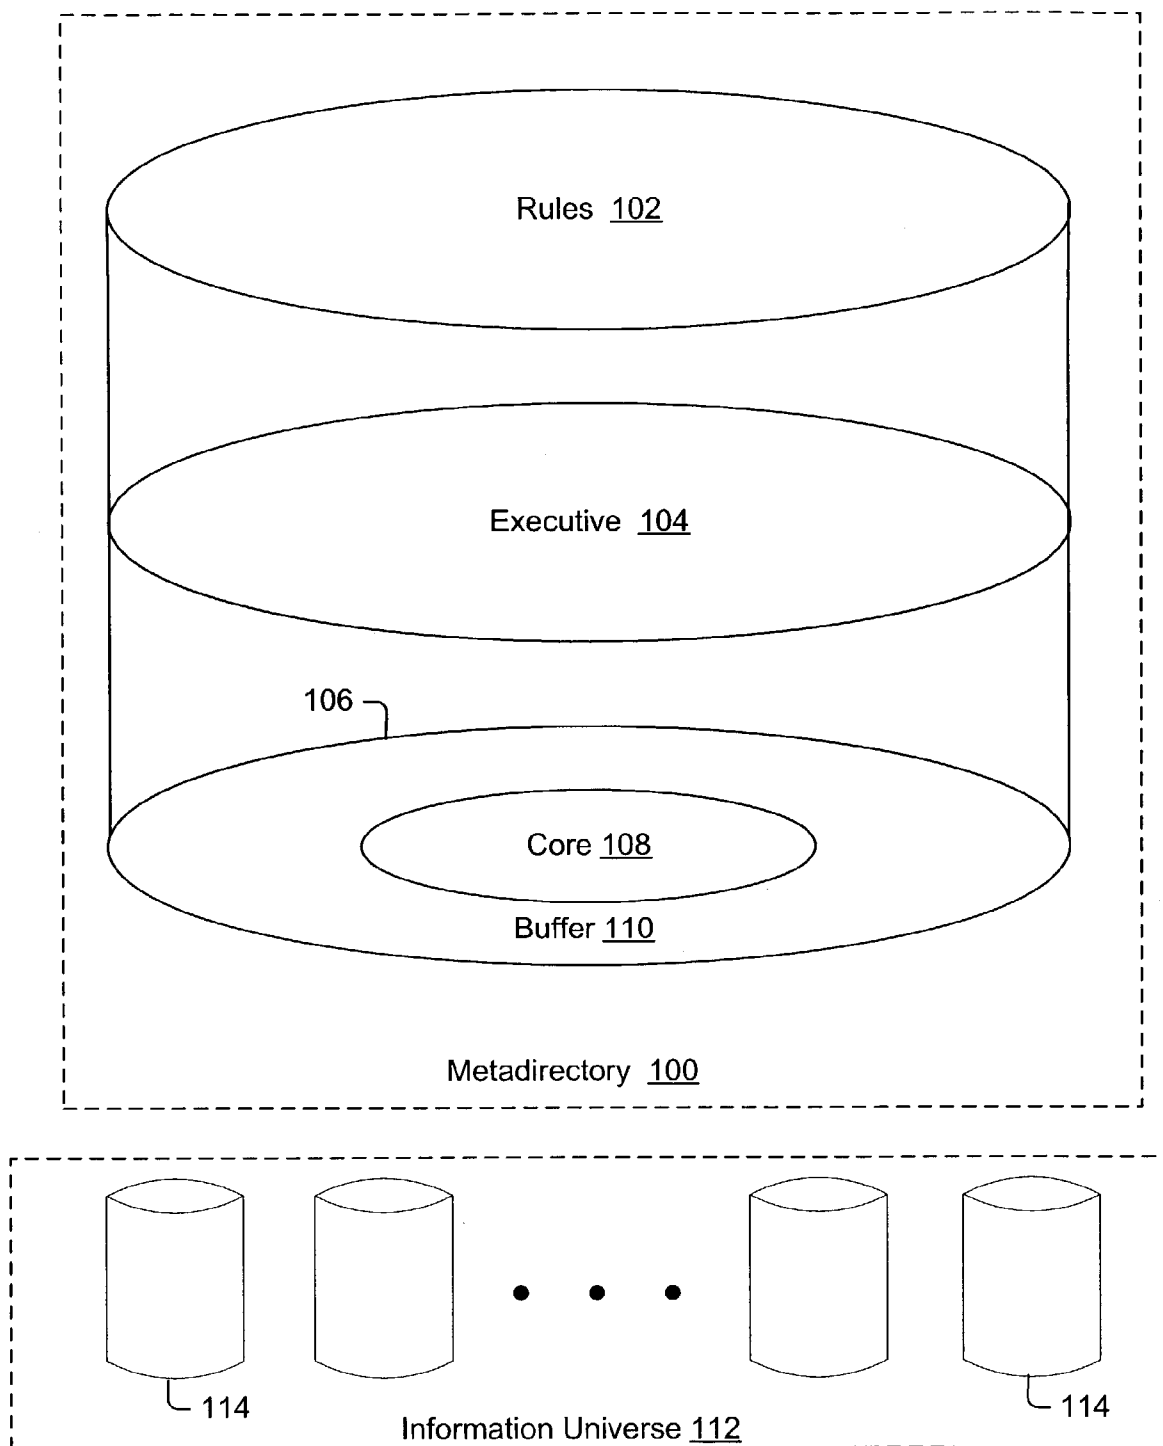 Rules 102
Executive 104
106
Core 108
Buffer 110
Metadirectory 100
114
114
Information Universe 112